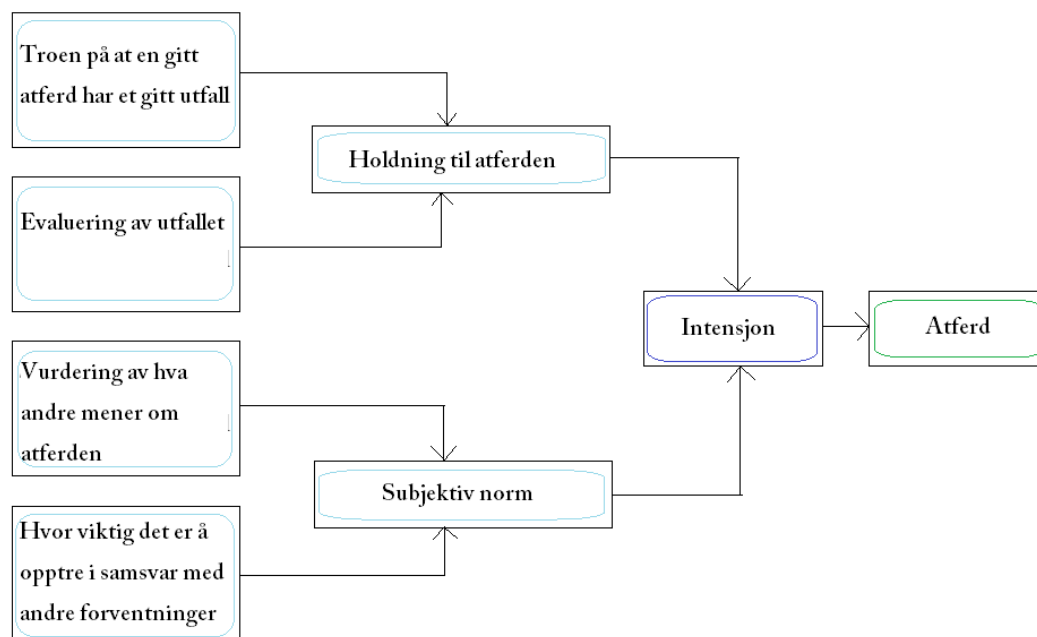 Troen på at en gitt
atferd har et gitt utfall
Holdning til atferden
Evaluering av utfallet
Intensjon
Atferd
Vurdering av hva
andre mener om
atferden
Subjektiv norm
Hvor viktig det er å
opptre i samsvar med
andre forventninger